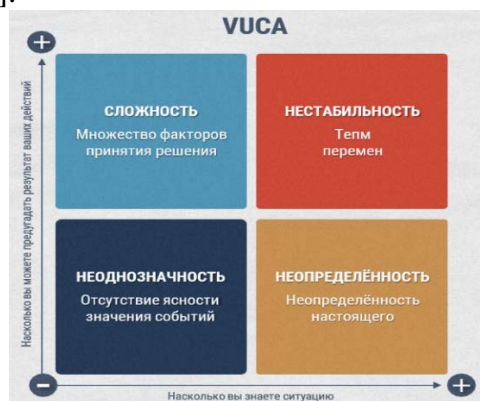 ].
VUCA
СЛОЖНОСТЬ
Множество факторов
принятия решения
НЕСТАБИЛЬНОСТЬ
Тепм
перемен
НЕОДНОЗНАЧНОСТЬ
Отсутствие ясности
значения событий
НЕОПРЕДЕЛЁННОСТЬ
Неопределённость
настоящего
Насколько вы можете предугадать результат ваших действий
Насколько вы знаете ситуацию